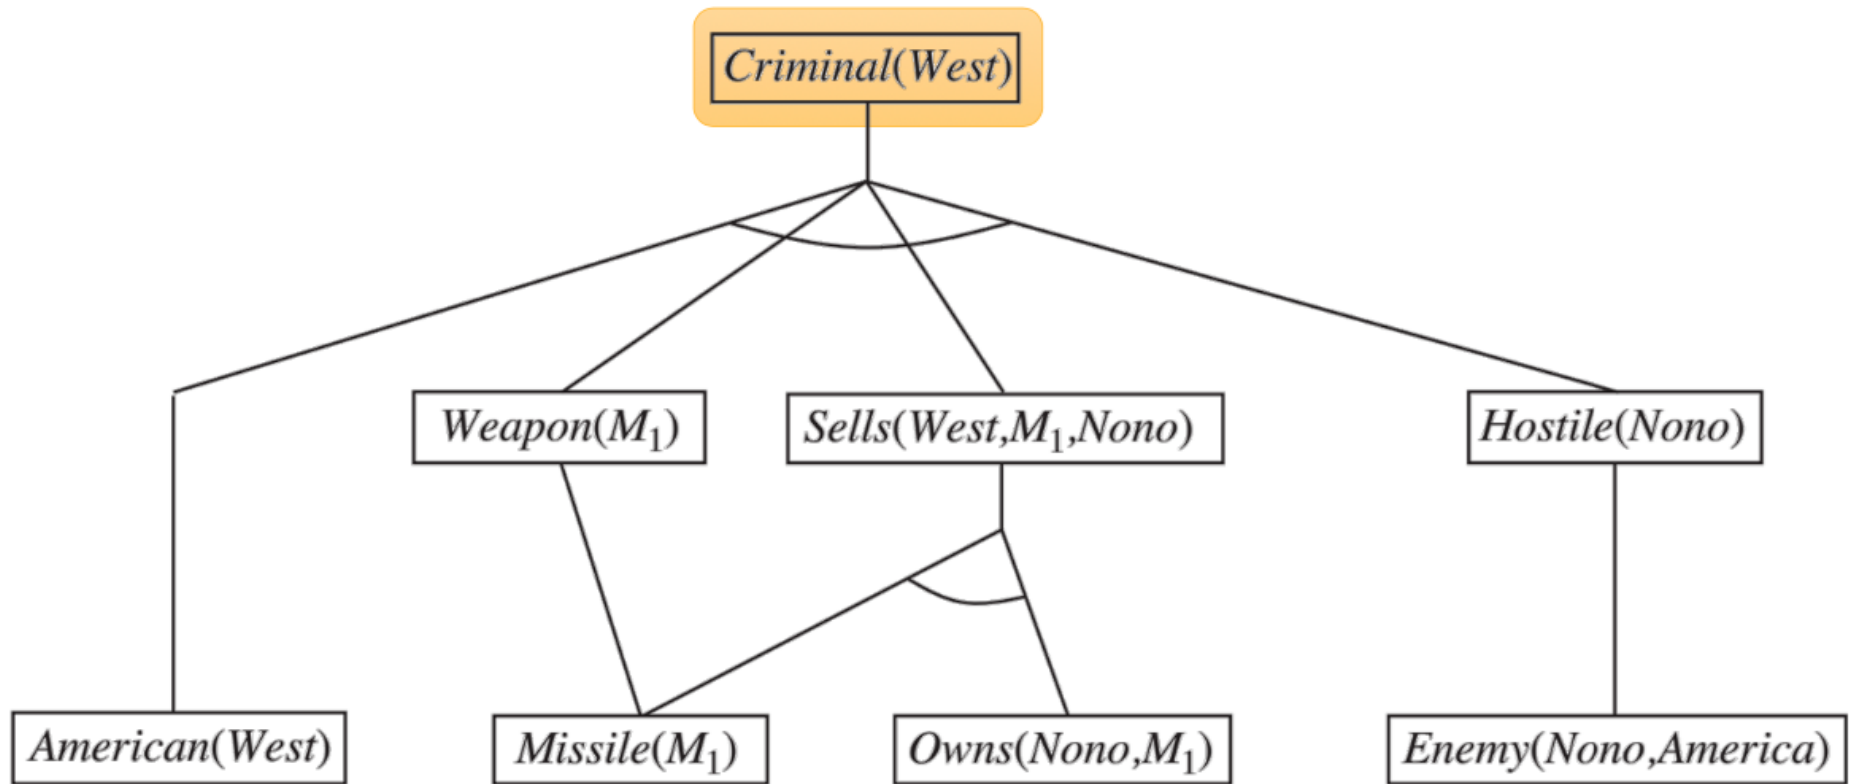 Criminal(West)
Weapon(M₁)
Sells(West,M₁,Nono)
Hostile(Nono)
American(West)
Missile(M₁)
Owns(Nono,M₁)
Enemy(Nono,America)